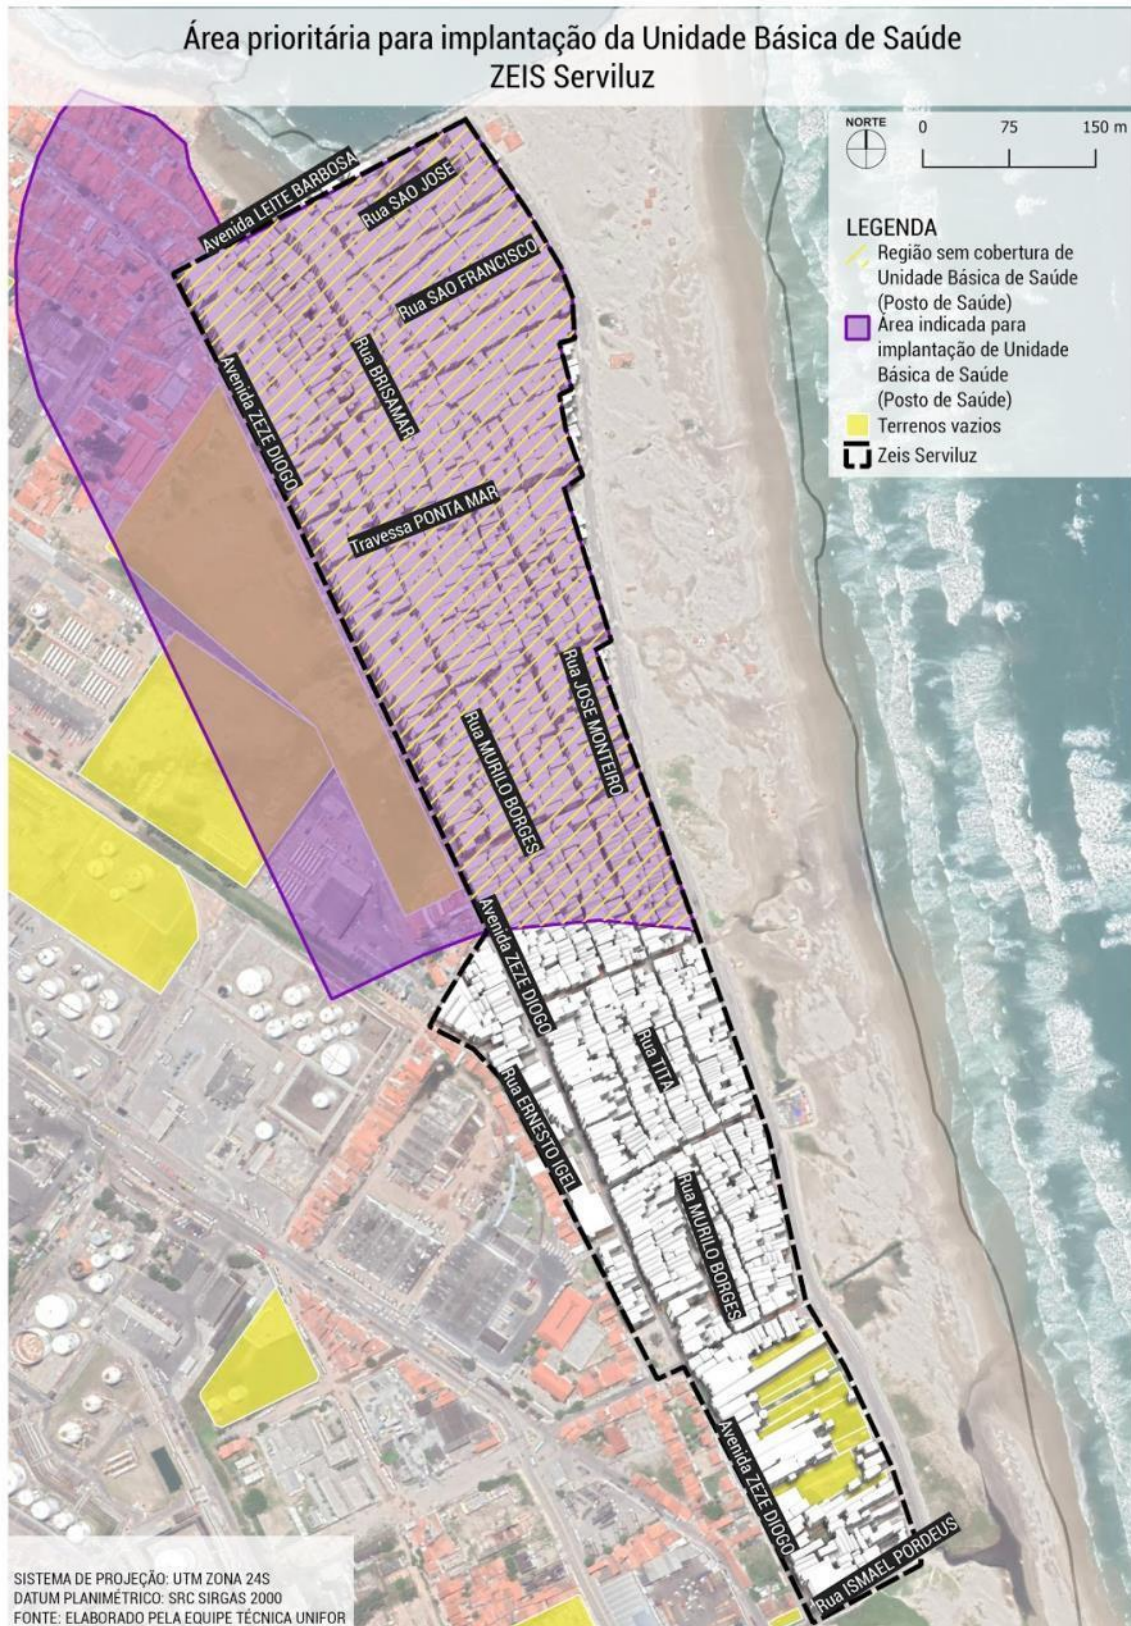 Área prioritária para implantação da Unidade Básica de Saúde
ZEIS Serviluz
NORTE
0 75 150 m
LEGENDA
Região sem cobertura de
Unidade Básica de Saúde
(Posto de Saúde)
Área indicada para
implantação de Unidade
Básica de Saúde
(Posto de Saúde)
Terrenos vazios
Zeis Serviluz
Avenida LEITE BARBOSA
Rua SAO JOSE
Rua SAO FRANCISCO
Rua BRISAMAR
Avenida ZEZE DIOGO
Travessa PONTA MAR
Rua JOSE MONTEIRO
Rua MURILO BORGES
Avenida ZEZE DIOGO
Rua TITA
Rua ERNESTO IGEL
Rua MURILO BORGES
Avenida ZEZE DIOGO
Rua ISMAEL PORDEUS
SISTEMA DE PROJEÇÃO: UTM ZONA 24S
DATUM PLANIMÉTRICO: SRC SIRGAS 2000
FONTE: ELABORADO PELA EQUIPE TÉCNICA UNIFOR